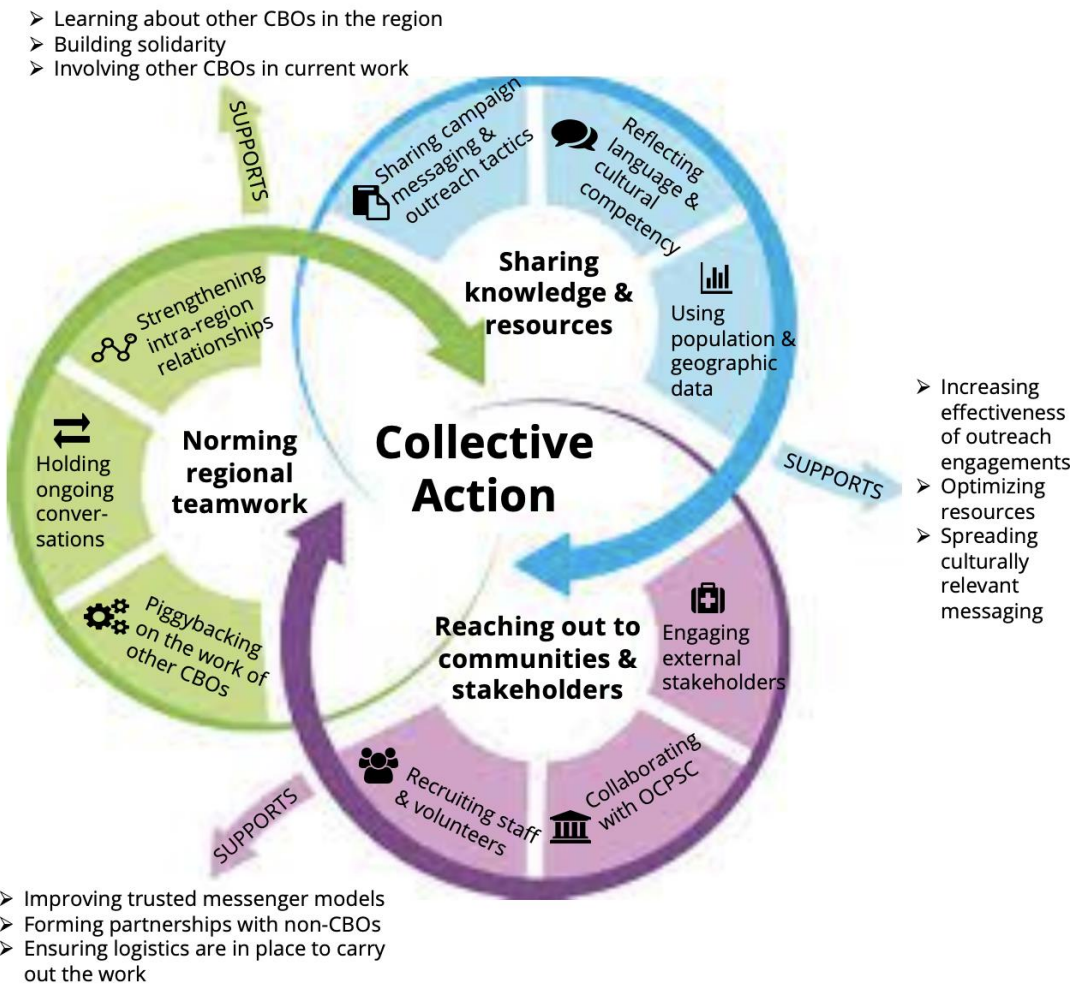 ➢ Learning about other CBOs in the region
➢ Building solidarity
➢ Involving other CBOs in current work
SUPPORTS
Sharing campaign
messaging &
outreach tactics
Reflecting
language &
cultural
competency
Using
population &
geographic
data
Sharing
knowledge &
resources
SUPPORTS
➢ Increasing
effectiveness
of outreach
engagements
➢ Optimizing
resources
➢ Spreading
culturally
relevant
messaging
Strengthening
intra-region
relationships
Holding
ongoing
conver-
sations
Piggybacking
on the work of
other CBOs
Norming
regional
teamwork
Collective
Action
Reaching out to
communities &
stakeholders
Engaging
external
stakeholders
Collaborating
with OCPSC
Recruiting staff
& volunteers
SUPPORTS
➢ Improving trusted messenger models
➢ Forming partnerships with non-CBOs
➢ Ensuring logistics are in place to carry
out the work